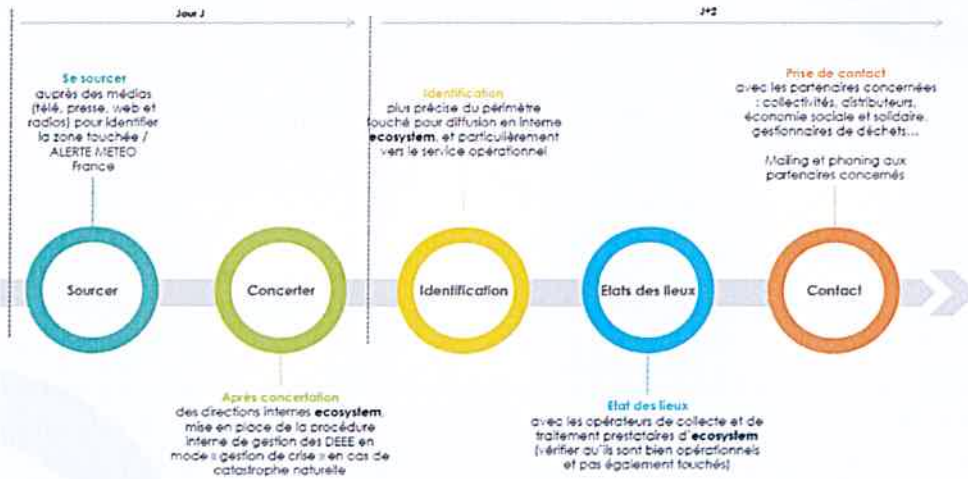 Jour J
J+2
Se sourcer
auprès des médias
(télé, presse, web et
radios) pour identifier
la zone touchée /
ALERTE METEO
France
Identification
plus précise du périmètre
touché pour diffusion en interne
ecosystem, et particulièrement
vers le service opérationnel
Prise de contact
avec les partenaires concernées
: collectivités, distributeurs,
économie sociale et solidaire,
gestionnaires de déchets...
Mailing et phoning aux
partenaires concernés
Sourcer
Concerter
Identification
Etats des lieux
Contact
Après concertation
des directions internes ecosystem,
mise en place de la procédure
interne de gestion des DEEE en
mode « gestion de crise » en cas de
catastrophe naturelle
Etat des lieux
avec les opérateurs de collecte et de
traitement prestataires d'ecosystem
(vérifier qu'ils sont bien opérationnels
et pas également touchés)